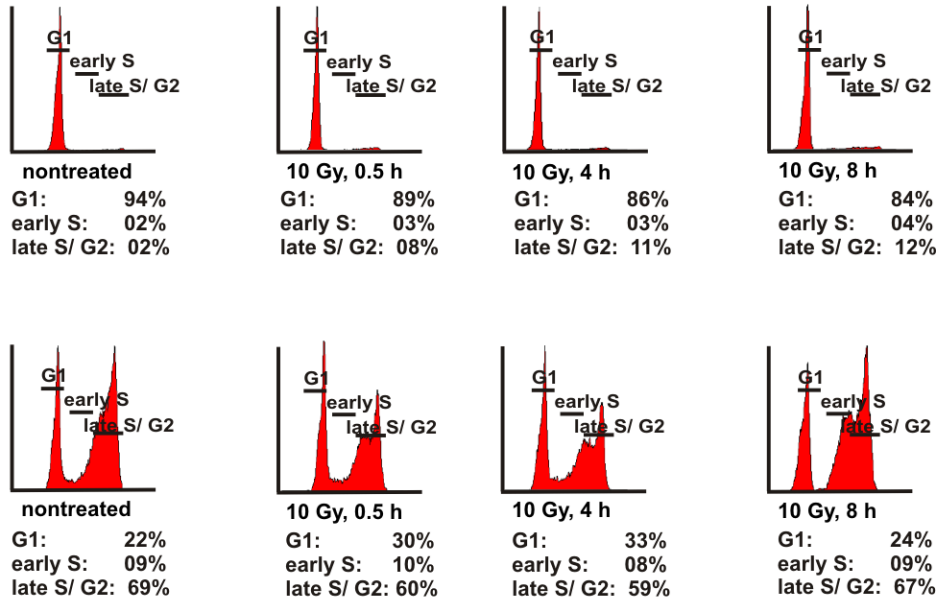 G1
early S
late S/ G2
nontreated
G1: 94%
early S: 02%
late S/ G2: 02%
G1
early S
late S/ G2
10 Gy, 0.5 h
G1: 89%
early S: 03%
late S/ G2: 08%
G1
early S
late S/ G2
10 Gy, 4 h
G1: 86%
early S: 03%
late S/ G2: 11%
G1
early S
late S/ G2
10 Gy, 8 h
G1: 84%
early S: 04%
late S/ G2: 12%
G1
early S
late S/ G2
nontreated
G1: 22%
early S: 09%
late S/ G2: 69%
G1
early S
late S/ G2
10 Gy, 0.5 h
G1: 30%
early S: 10%
late S/ G2: 60%
G1
early S
late S/ G2
10 Gy, 4 h
G1: 33%
early S: 08%
late S/ G2: 59%
G1
early S
late S/ G2
10 Gy, 8 h
G1: 24%
early S: 09%
late S/ G2: 67%